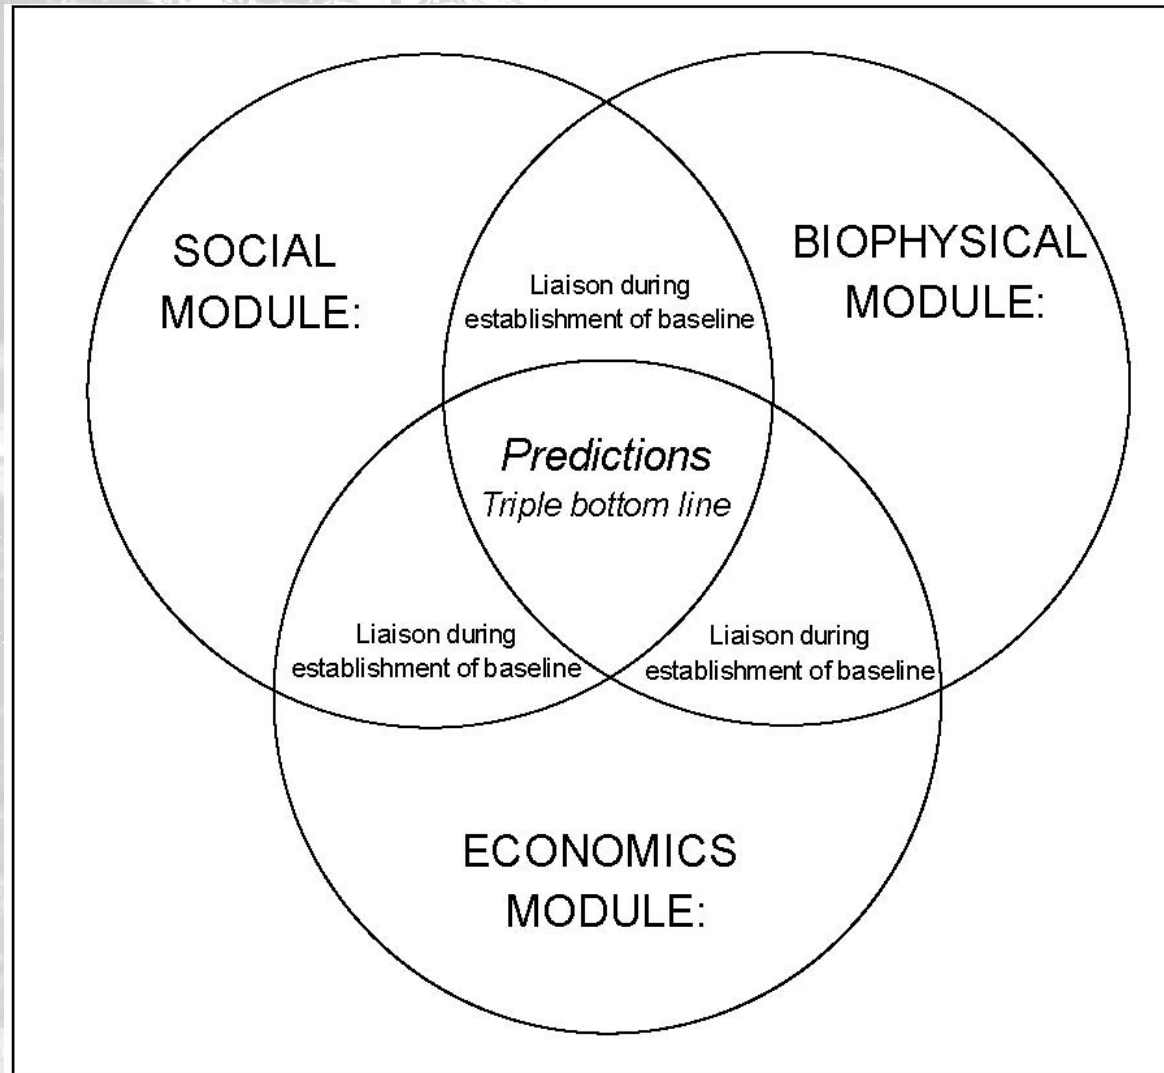 SOCIAL
MODULE:
BIOPHYSICAL
MODULE:
Liaison during
establishment of baseline
Predictions
Triple bottom line
Liaison during
establishment of baseline
Liaison during
establishment of baseline
ECONOMICS
MODULE: